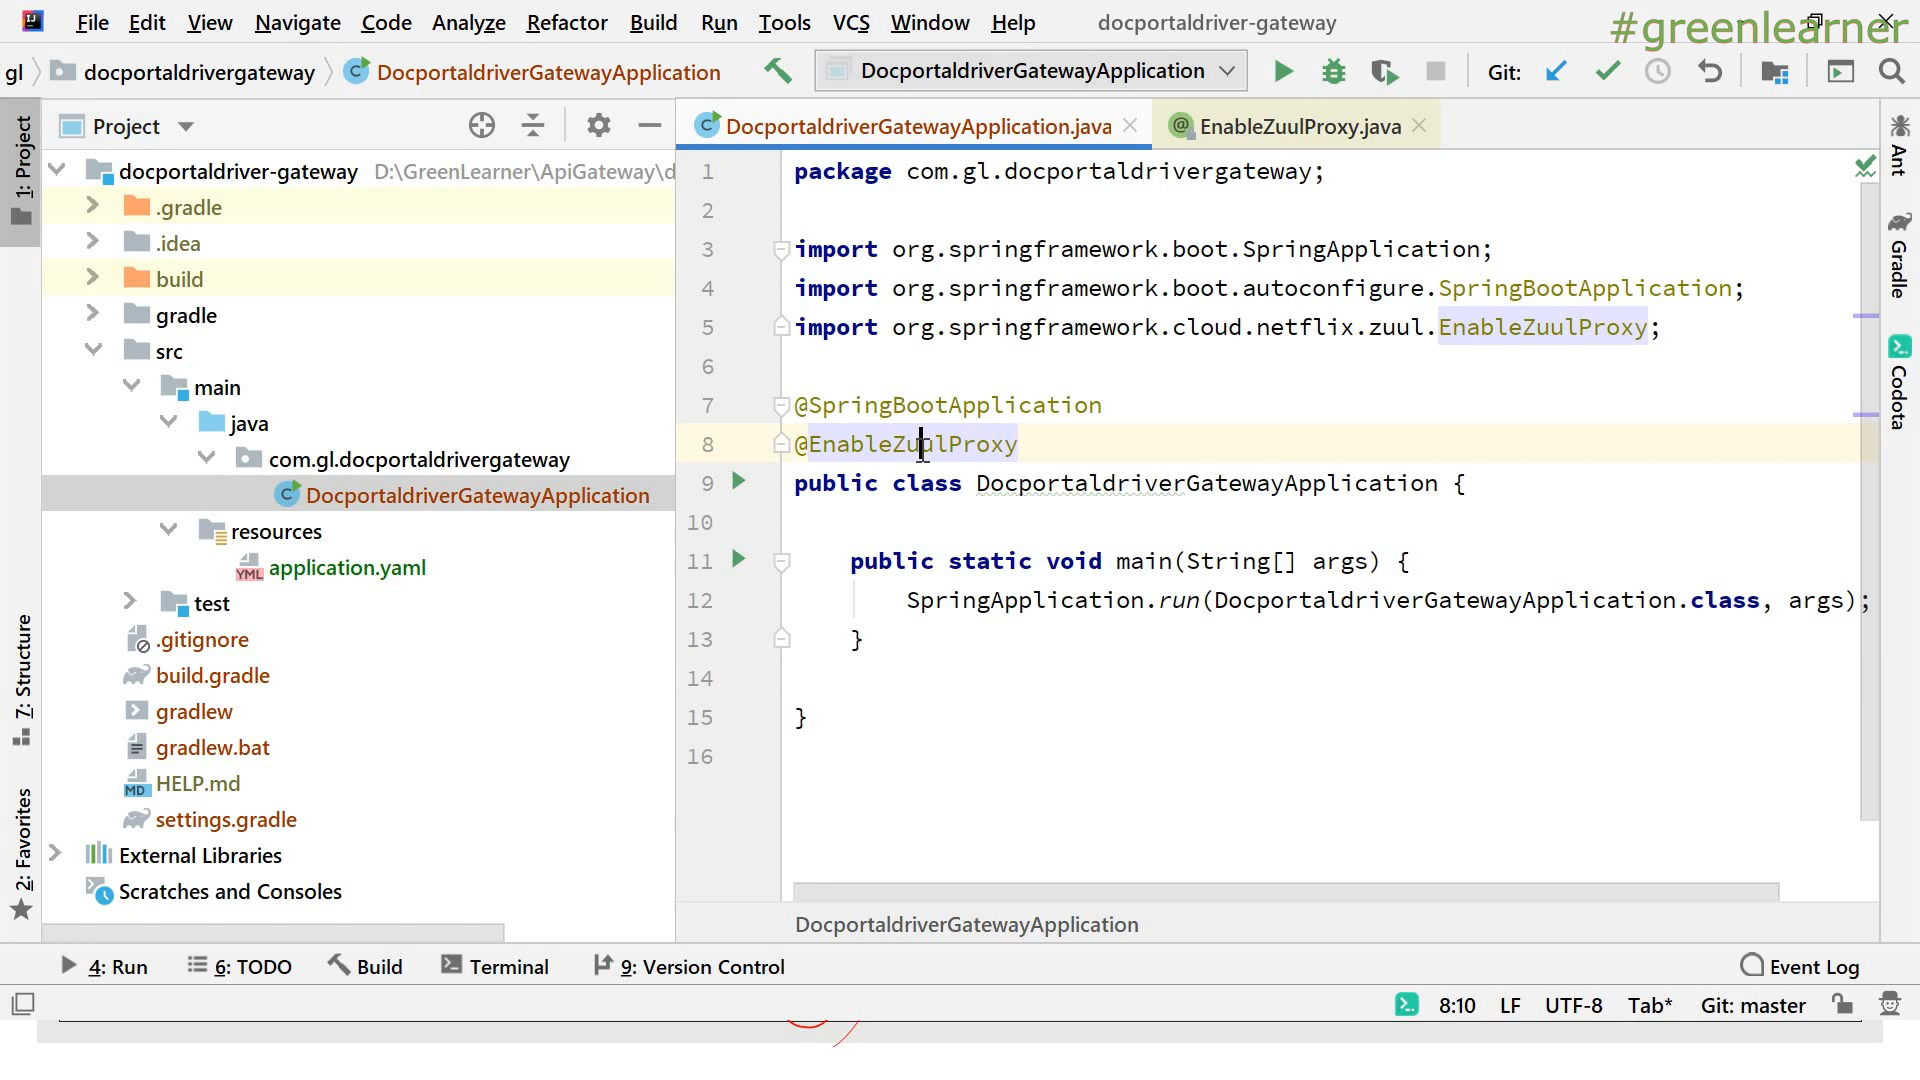 File Edit View Navigate Code Analyze Refactor Build Run Tools VCS Window Help docportaldriver-gateway
#greenlearner
gl docportaldrivergateway DocportaldriverGatewayApplication DocportaldriverGatewayApplication Git:
Project
DocportaldriverGatewayApplication.java EnableZuulProxy.java
1: Project
7: Structure
2: Favorites
docportaldriver-gateway D:\GreenLearner\ApiGateway\d
.gradle
.idea
build
gradle
src
main
java
com.gl.docportaldrivergateway
DocportaldriverGatewayApplication
resources
YML application.yaml
test
.gitignore
build.gradle
gradlew
gradlew.bat
MD HELP.md
settings.gradle
External Libraries
Scratches and Consoles
1 package com.gl.docportaldrivergateway;
2
3 import org.springframework.boot.SpringApplication;
4 import org.springframework.boot.autoconfigure.SpringBootApplication;
5 import org.springframework.cloud.netflix.zuul.EnableZuulProxy;
6
7 @SpringBootApplication
8 @EnableZuulProxy
9 public class DocportaldriverGatewayApplication {
10
11 public static void main(String[] args) {
12 SpringApplication.run(DocportaldriverGatewayApplication.class, args);
13 }
14
15 }
16
DocportaldriverGatewayApplication
Ant
Gradle
Codota
4: Run 6: TODO Build Terminal 9: Version Control Event Log
8:10 LF UTF-8 Tab* Git: master